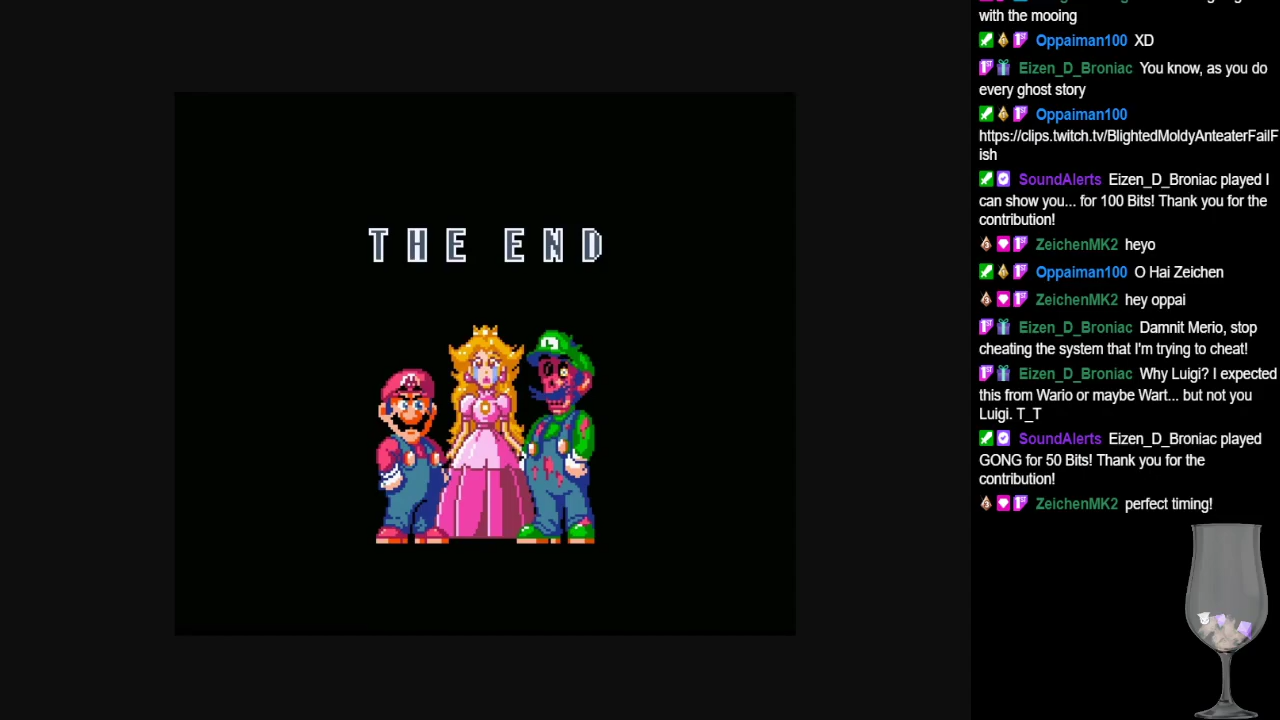 THE END
with the mooing
Oppaiman100 XD
Eizen_D_Broniac You know, as you do
every ghost story
Oppaiman100
https://clips.twitch.tv/BlightedMoldyAnteaterFailF
ish
SoundAlerts Eizen_D_Broniac played I
can show you... for 100 Bits! Thank you for the
contribution!
ZeichenMK2 heyo
Oppaiman100 O Hai Zeichen
ZeichenMK2 hey oppai
Eizen_D_Broniac Damnit Merio, stop
cheating the system that I'm trying to cheat!
Eizen_D_Broniac Why Luigi? I expected
this from Wario or maybe Wart... but not you
Luigi. T_T
SoundAlerts Eizen_D_Broniac played
GONG for 50 Bits! Thank you for the
contribution!
ZeichenMK2 perfect timing!